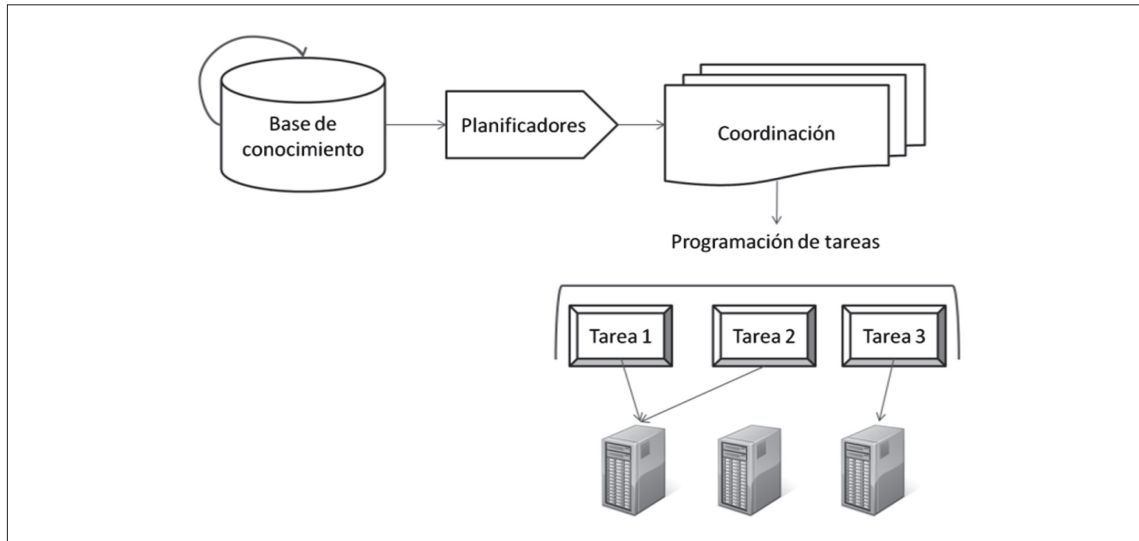 Base de
conocimiento
Planificadores
Coordinación
Programación de tareas
Tarea 1
Tarea 2
Tarea 3